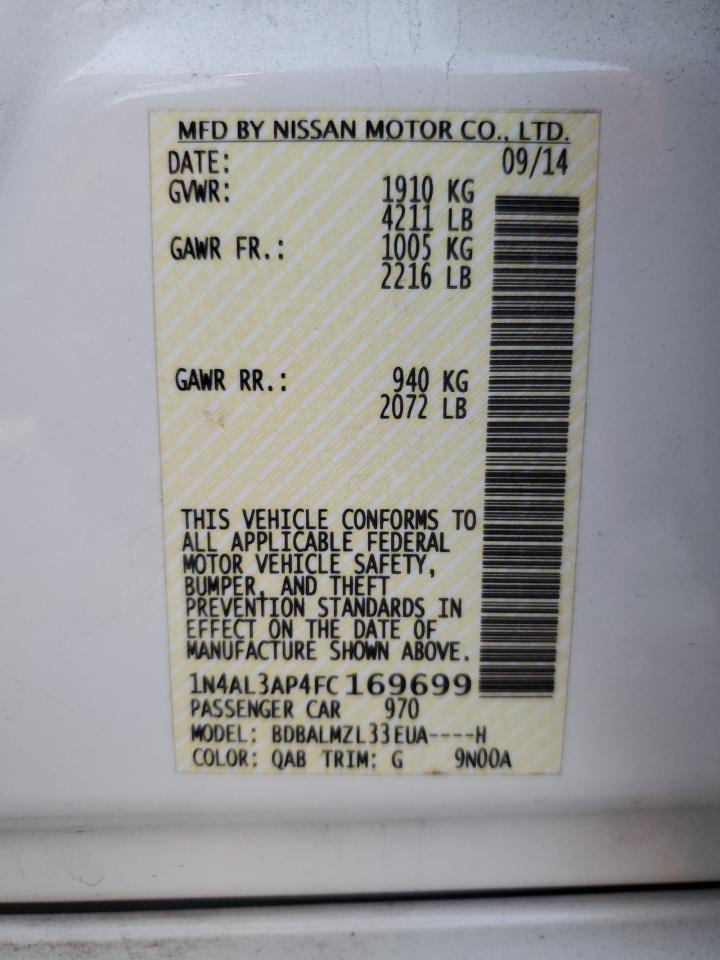 MFD BY NISSAN MOTOR CO., LTD.
DATE: 09/14
GVWR: 1910 KG
4211 LB
GAWR FR.: 1005 KG
2216 LB
GAWR RR.: 940 KG
2072 LB
THIS VEHICLE CONFORMS TO
ALL APPLICABLE FEDERAL
MOTOR VEHICLE SAFETY,
BUMPER, AND THEFT
PREVENTION STANDARDS IN
EFFECT ON THE DATE OF
MANUFACTURE SHOWN ABOVE.
1N4AL3AP4FC169699
PASSENGER CAR 970
MODEL: BDBALMZL33EUA----H
COLOR: QAB TRIM: G 9N00A